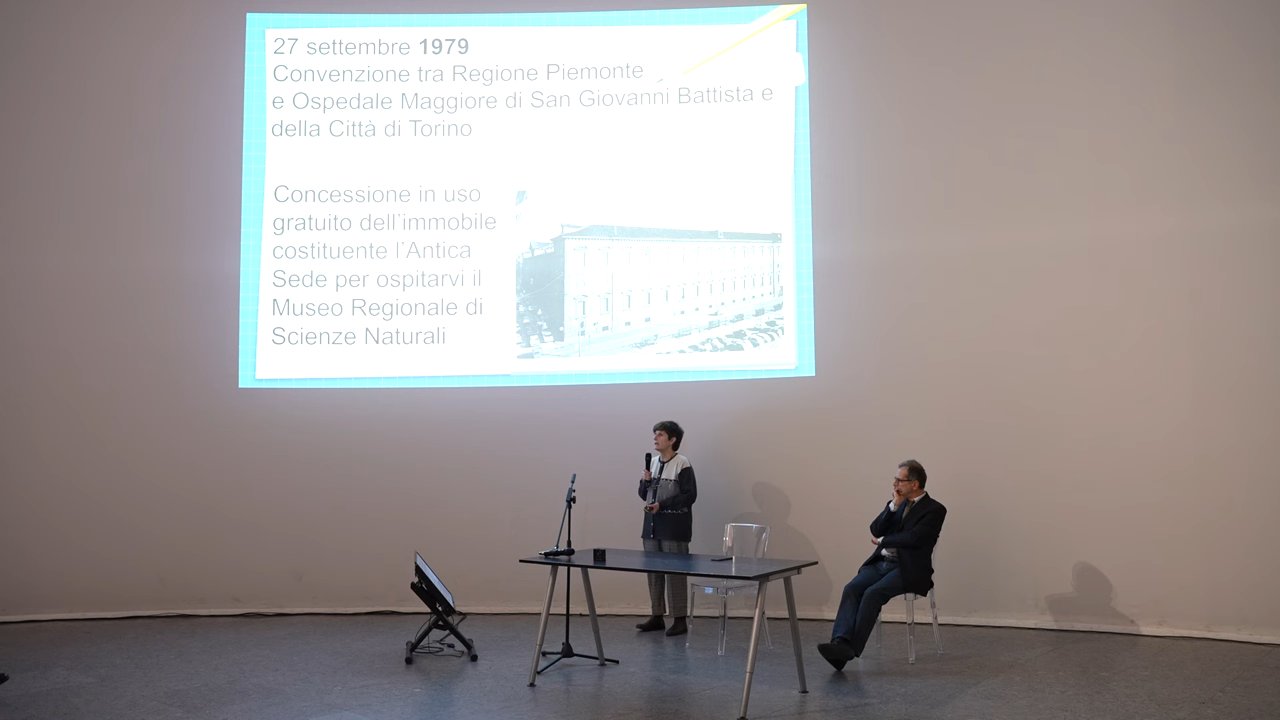 27 settembre 1979
Convenzione tra Regione Piemonte
e Ospedale Maggiore di San Giovanni Battista e
della Città di Torino
Concessione in uso
gratuito dell'immobile
costituente l'Antica
Sede per ospitarvi il
Museo Regionale di
Scienze Naturali